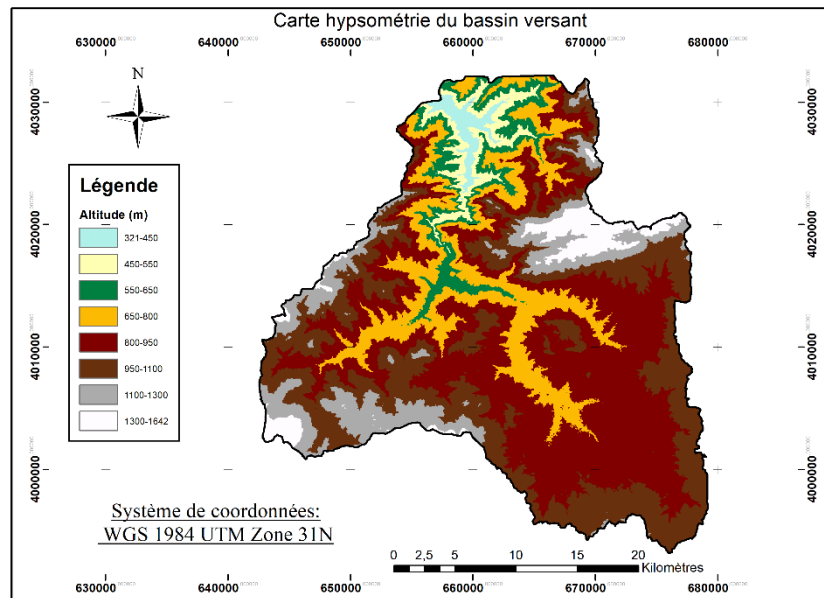 Carte hypsométrie du bassin versant
630000 640000 650000 660000 670000 680000
N
4030000
4020000
4010000
4000000
4030000
4020000
4010000
4000000
Légende
Altitude (m)
321-450
450-550
550-650
650-800
800-950
950-1100
1100-1300
1300-1642
Système de coordonnées:
WGS 1984 UTM Zone 31N
0 2,5 5 10 15 20
Kilomètres
630000 640000 650000 660000 670000 680000